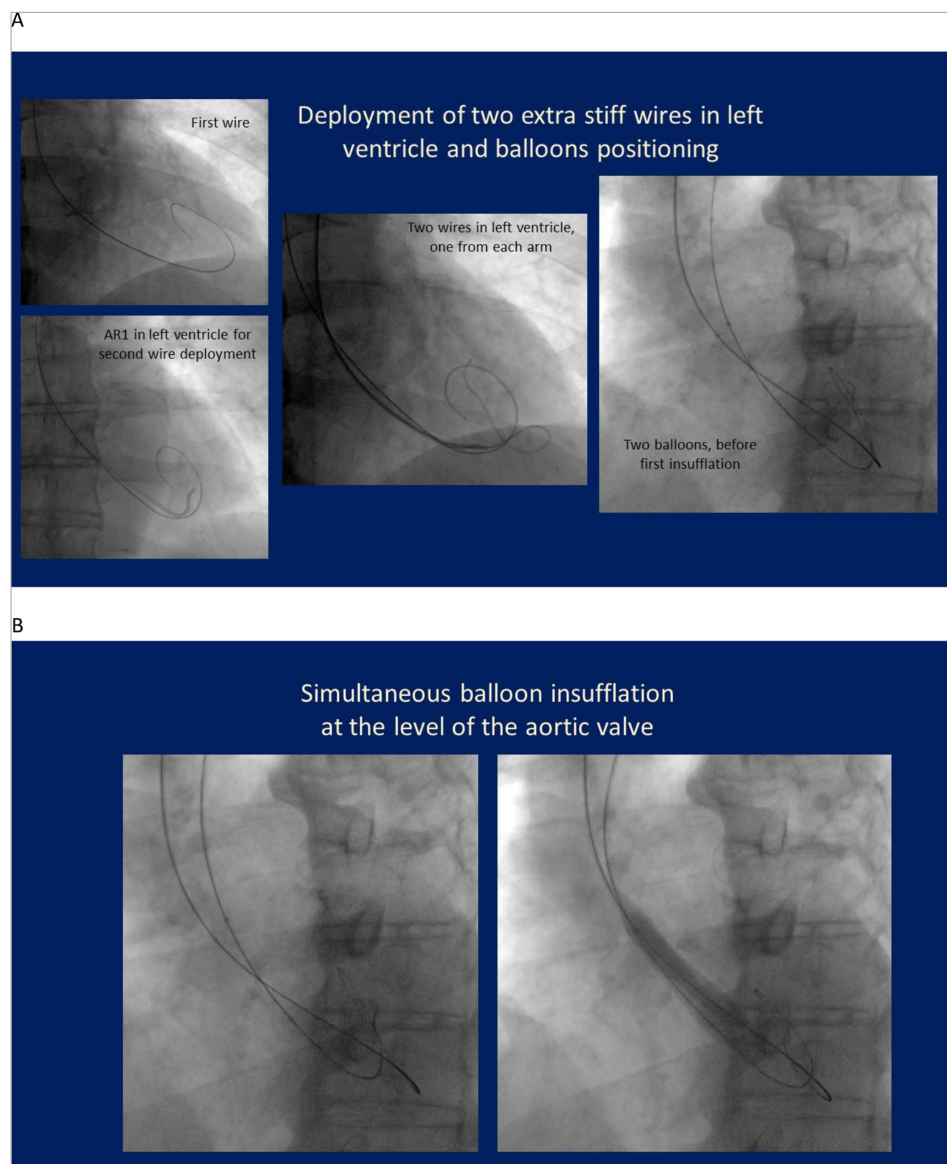 A
Deployment of two extra stiff wires in left
ventricle and balloons positioning
First wire
AR1 in left ventricle for
second wire deployment
Two wires in left ventricle,
one from each arm
Two balloons, before
first insufflation
B
Simultaneous balloon insufflation
at the level of the aortic valve